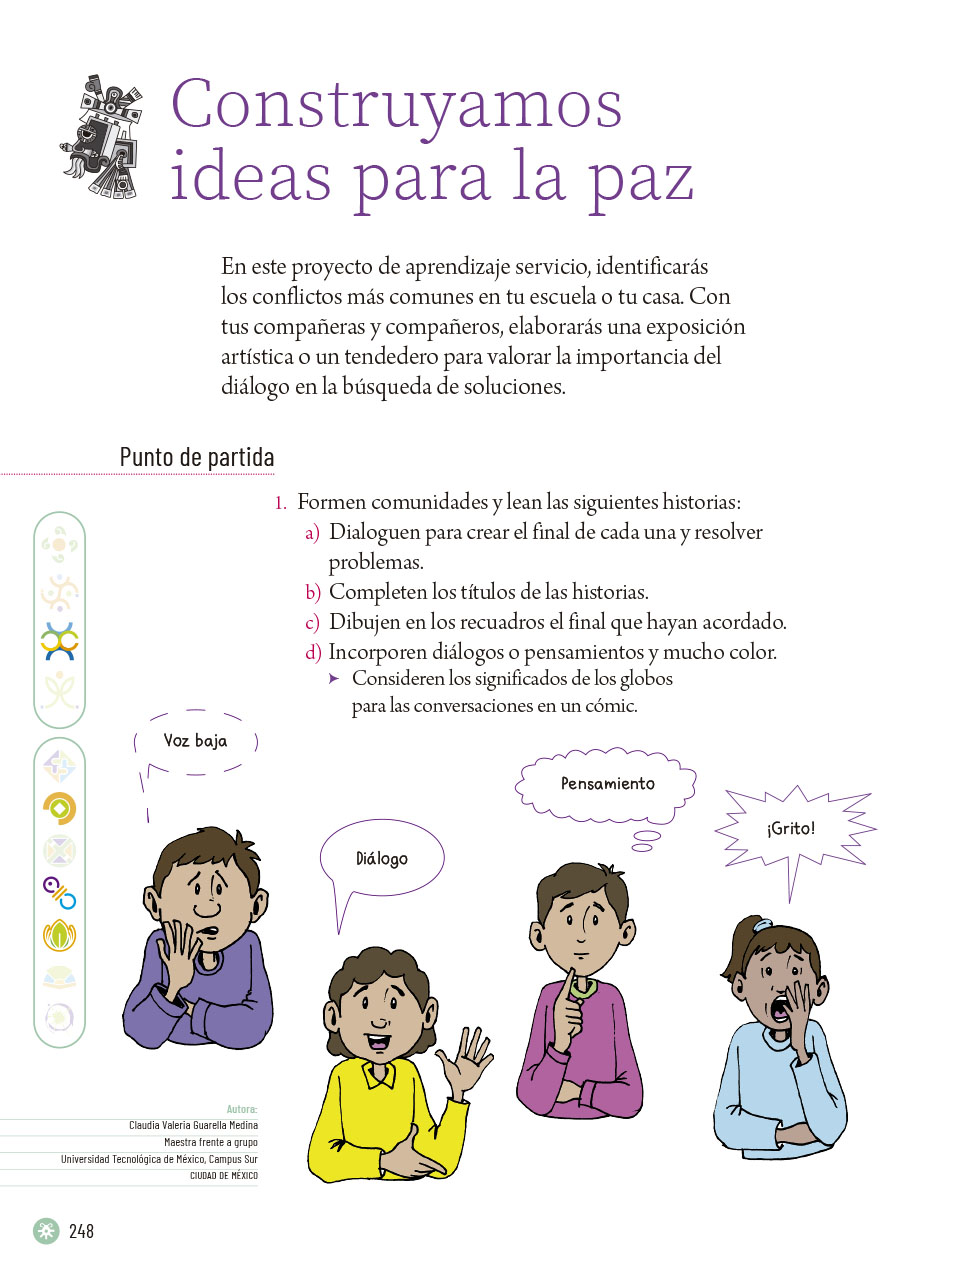 Construyamos
ideas para la paz
En este proyecto de aprendizaje servicio, identificarás
los conflictos más comunes en tu escuela o tu casa. Con
tus compañeras y compañeros, elaborarás una exposición
artística o un tendedero para valorar la importancia del
diálogo en la búsqueda de soluciones.
Punto de partida
1. Formen comunidades y lean las siguientes historias:
a) Dialoguen para crear el final de cada una y resolver
problemas.
b) Completen los títulos de las historias.
c) Dibujen en los recuadros el final que hayan acordado.
d) Incorporen diálogos o pensamientos y mucho color.
➤ Consideren los significados de los globos
para las conversaciones en un cómic.
Voz baja
Diálogo
Pensamiento
¡Grito!
Autora:
Claudia Valeria Guarella Medina
Maestra frente a grupo
Universidad Tecnológica de México, Campus Sur
CIUDAD DE MÉXICO
248